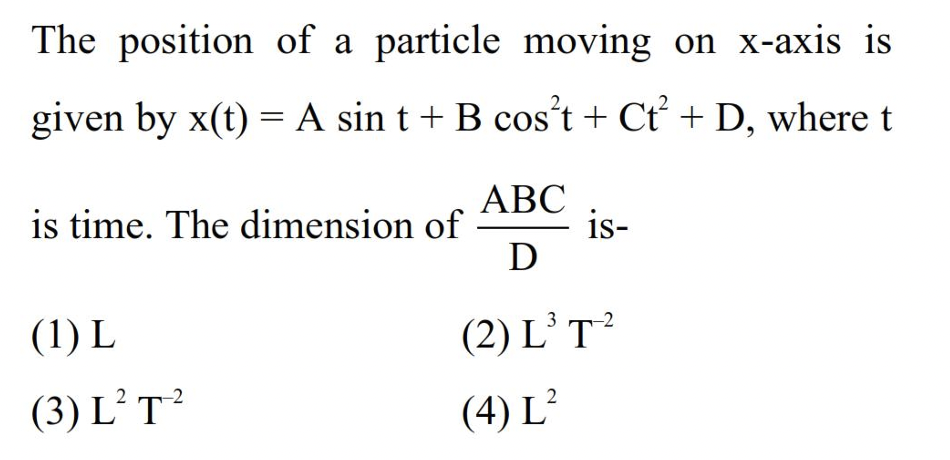 The position of a particle moving on x-axis is
given by x(t) = A sin t + B cos²t + Ct² + D, where t
is time. The dimension of ABC/D is-
(1) L (2) L³ T⁻²
(3) L² T⁻² (4) L²